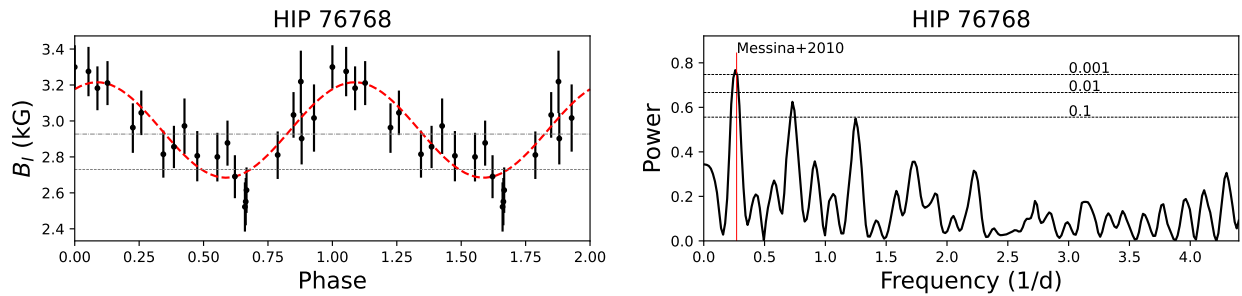 HIP 76768
B_l (kG)
3.4
3.2
3.0
2.8
2.6
2.4
0.00 0.25 0.50 0.75 1.00 1.25 1.50 1.75 2.00
Phase
HIP 76768
Messina+2010
0.001
0.01
0.1
Power
0.8
0.6
0.4
0.2
0.0
0.0 0.5 1.0 1.5 2.0 2.5 3.0 3.5 4.0
Frequency (1/d)